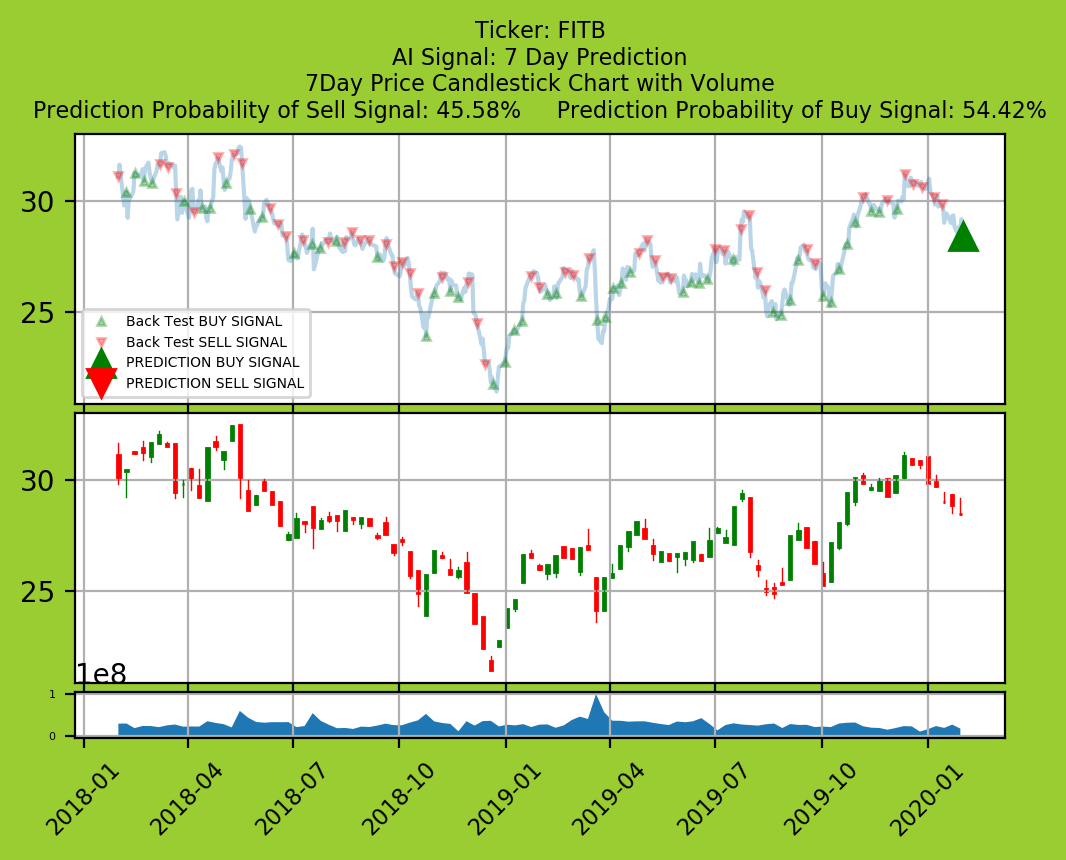 Ticker: FITB
AI Signal: 7 Day Prediction
7Day Price Candlestick Chart with Volume
Prediction Probability of Sell Signal: 45.58%     Prediction Probability of Buy Signal: 54.42%
30
25
Back Test BUY SIGNAL
Back Test SELL SIGNAL
PREDICTION BUY SIGNAL
PREDICTION SELL SIGNAL
30
25
1e8
1
0
2018-01 2018-04 2018-07 2018-10 2019-01 2019-04 2019-07 2019-10 2020-01